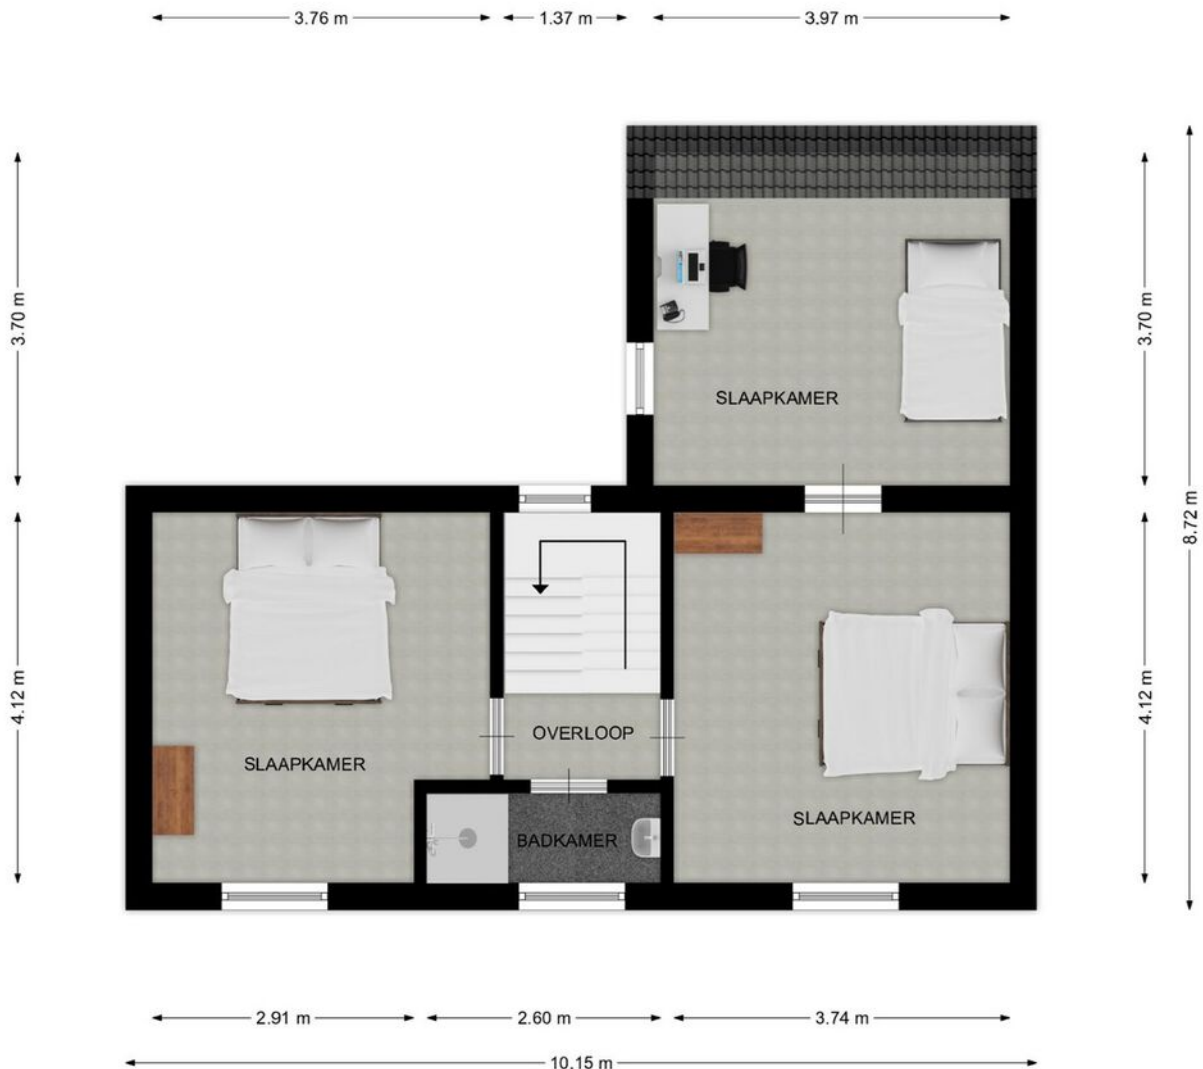 3.76 m
1.37 m
3.97 m
3.70 m
3.70 m
SLAAPKAMER
8.72 m
4.12 m
OVERLOOP
4.12 m
SLAAPKAMER
SLAAPKAMER
BADKAMER
2.91 m
2.60 m
3.74 m
10.15 m